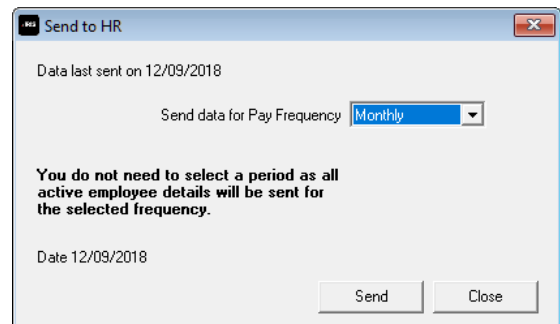 IRIS Send to HR
Data last sent on 12/09/2018
Send data for Pay Frequency Monthly
You do not need to select a period as all
active employee details will be sent for
the selected frequency.
Date 12/09/2018
Send Close